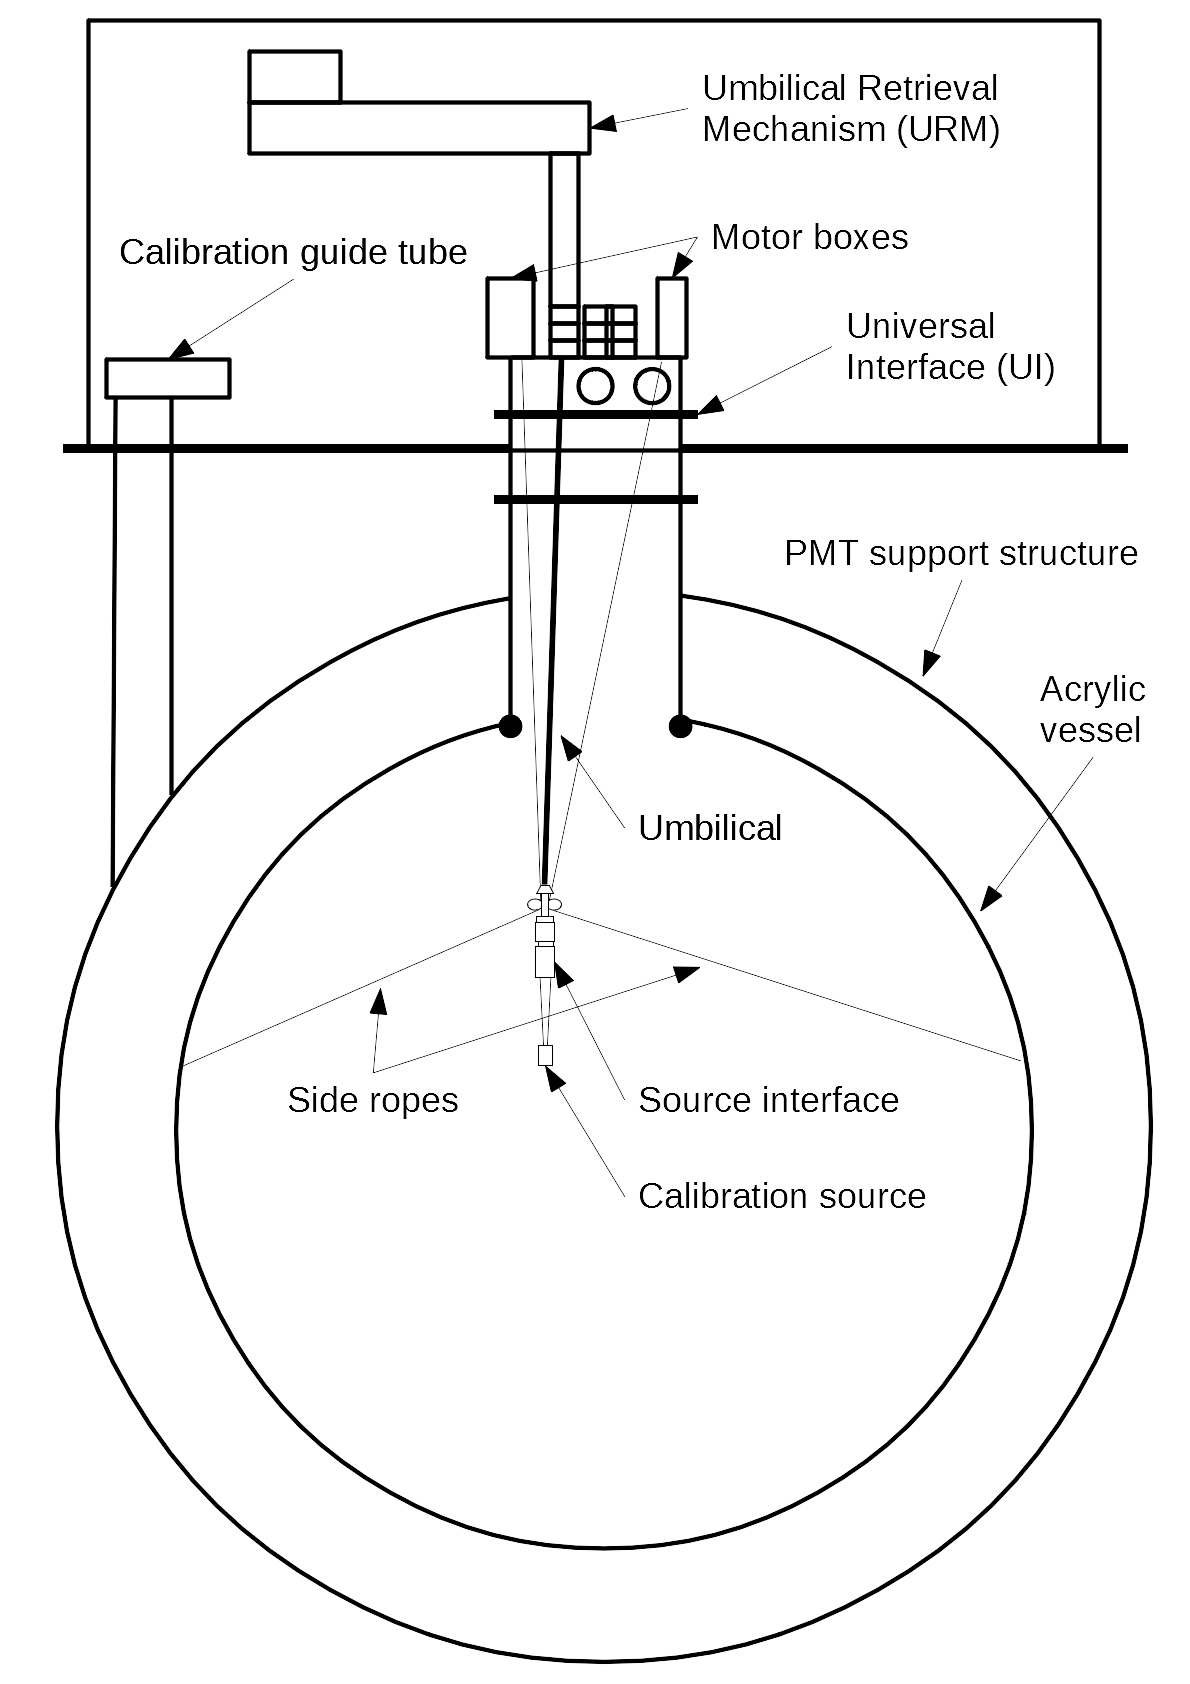 Umbilical Retrieval
Mechanism (URM)
Motor boxes
Calibration guide tube
Universal
Interface (UI)
PMT support structure
Acrylic
vessel
Umbilical
Side ropes
Source interface
Calibration source